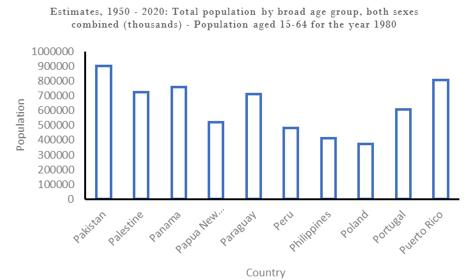 Estimates, 1950 - 2020: Total population by broad age group, both sexes
combined (thousands) - Population aged 15-64 for the year 1980
1000000
900000
800000
700000
600000
500000
400000
300000
200000
100000
0
Population
Pakistan
Palestine
Panama
Papua New...
Paraguay
Peru
Philippines
Poland
Portugal
Puerto Rico
Country